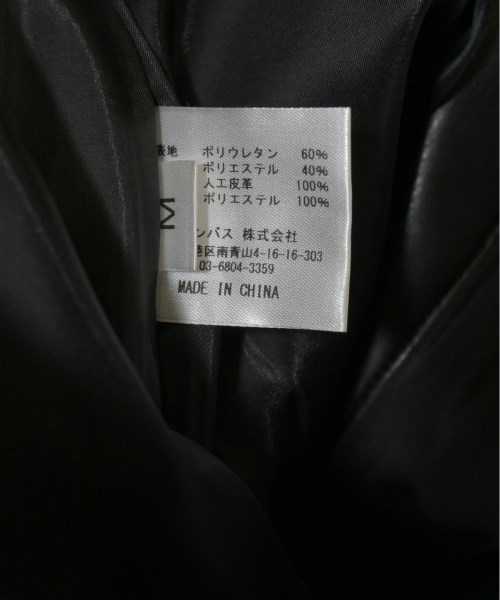 表地 ポリウレタン 60%
ポリエステル 40%
人工皮革 100%
ポリエステル 100%
M
ンバス 株式会社
港区南青山4-16-16-303
03-6804-3359
MADE IN CHINA